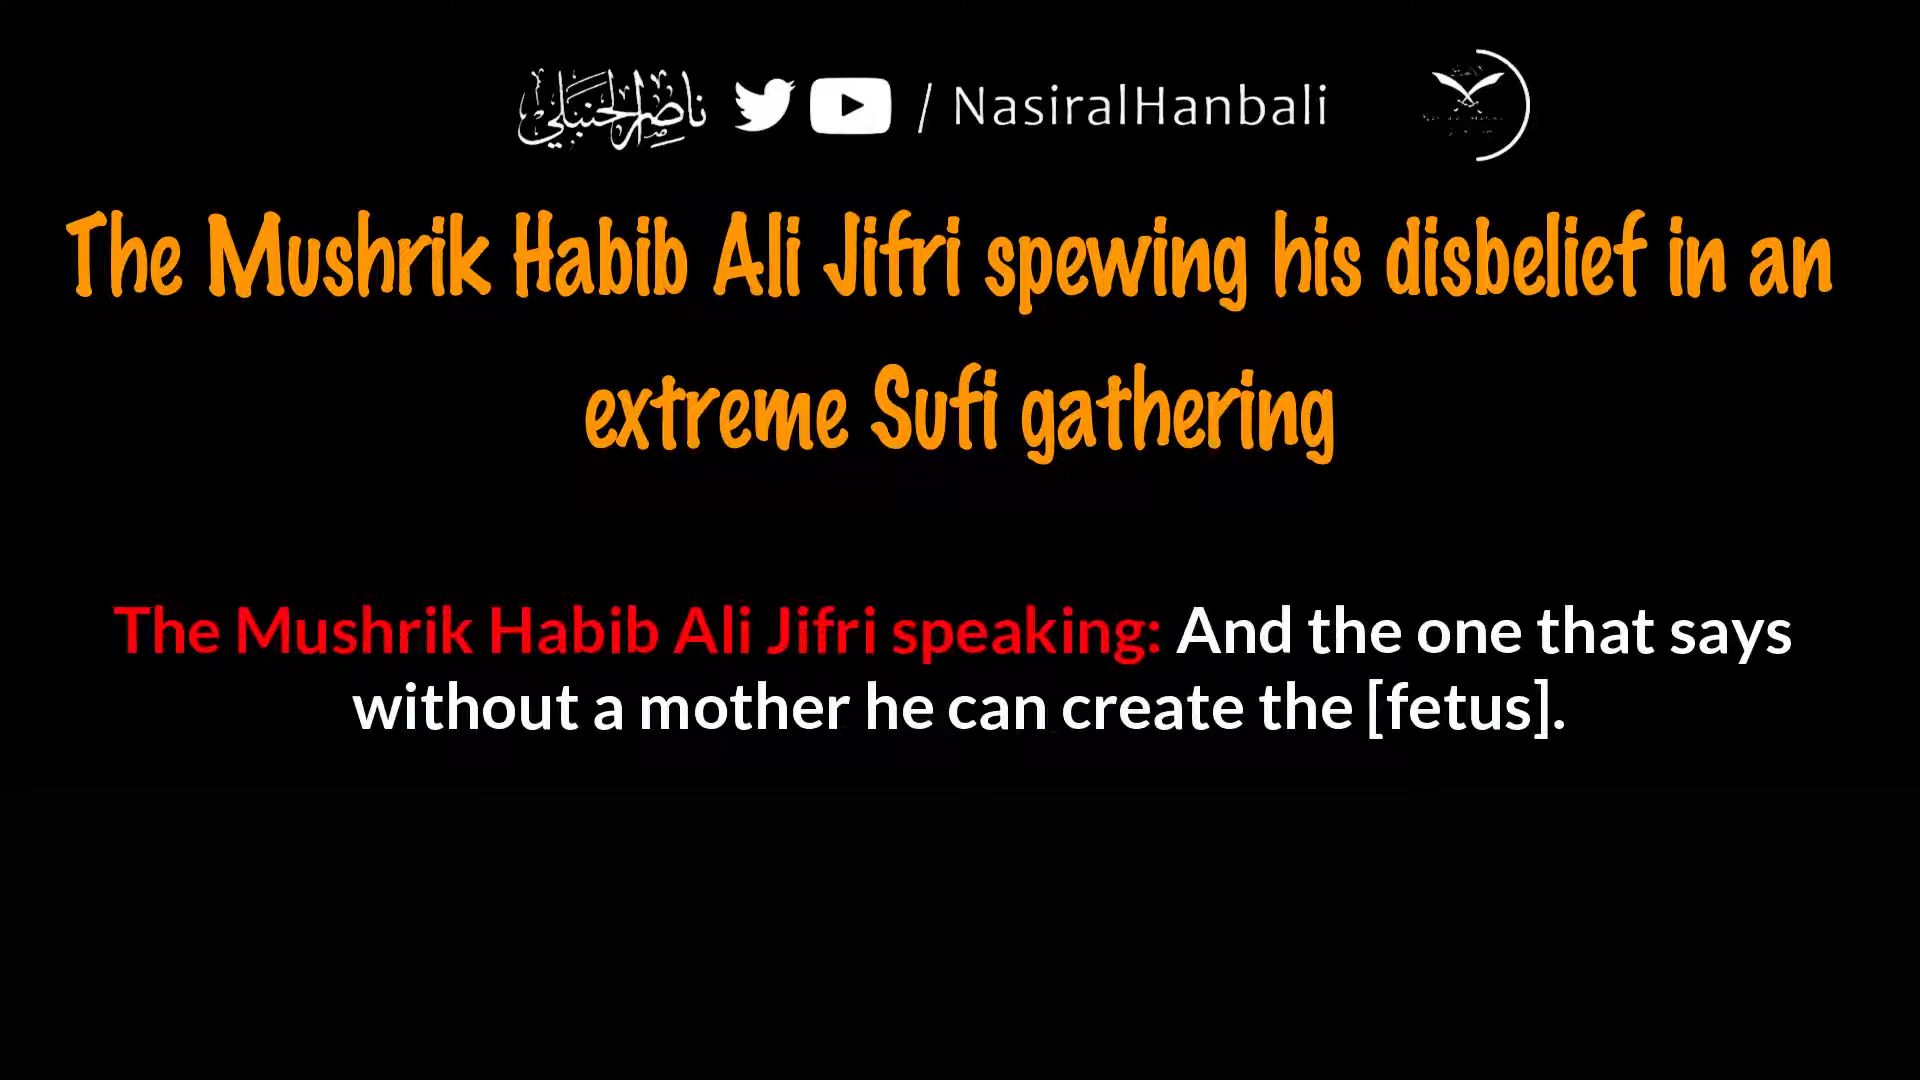 ناصر الحنبلي / NasiralHanbali
The Mushrik Habib Ali Jifri spewing his disbelief in an
extreme Sufi gathering
The Mushrik Habib Ali Jifri speaking: And the one that says
without a mother he can create the [fetus].